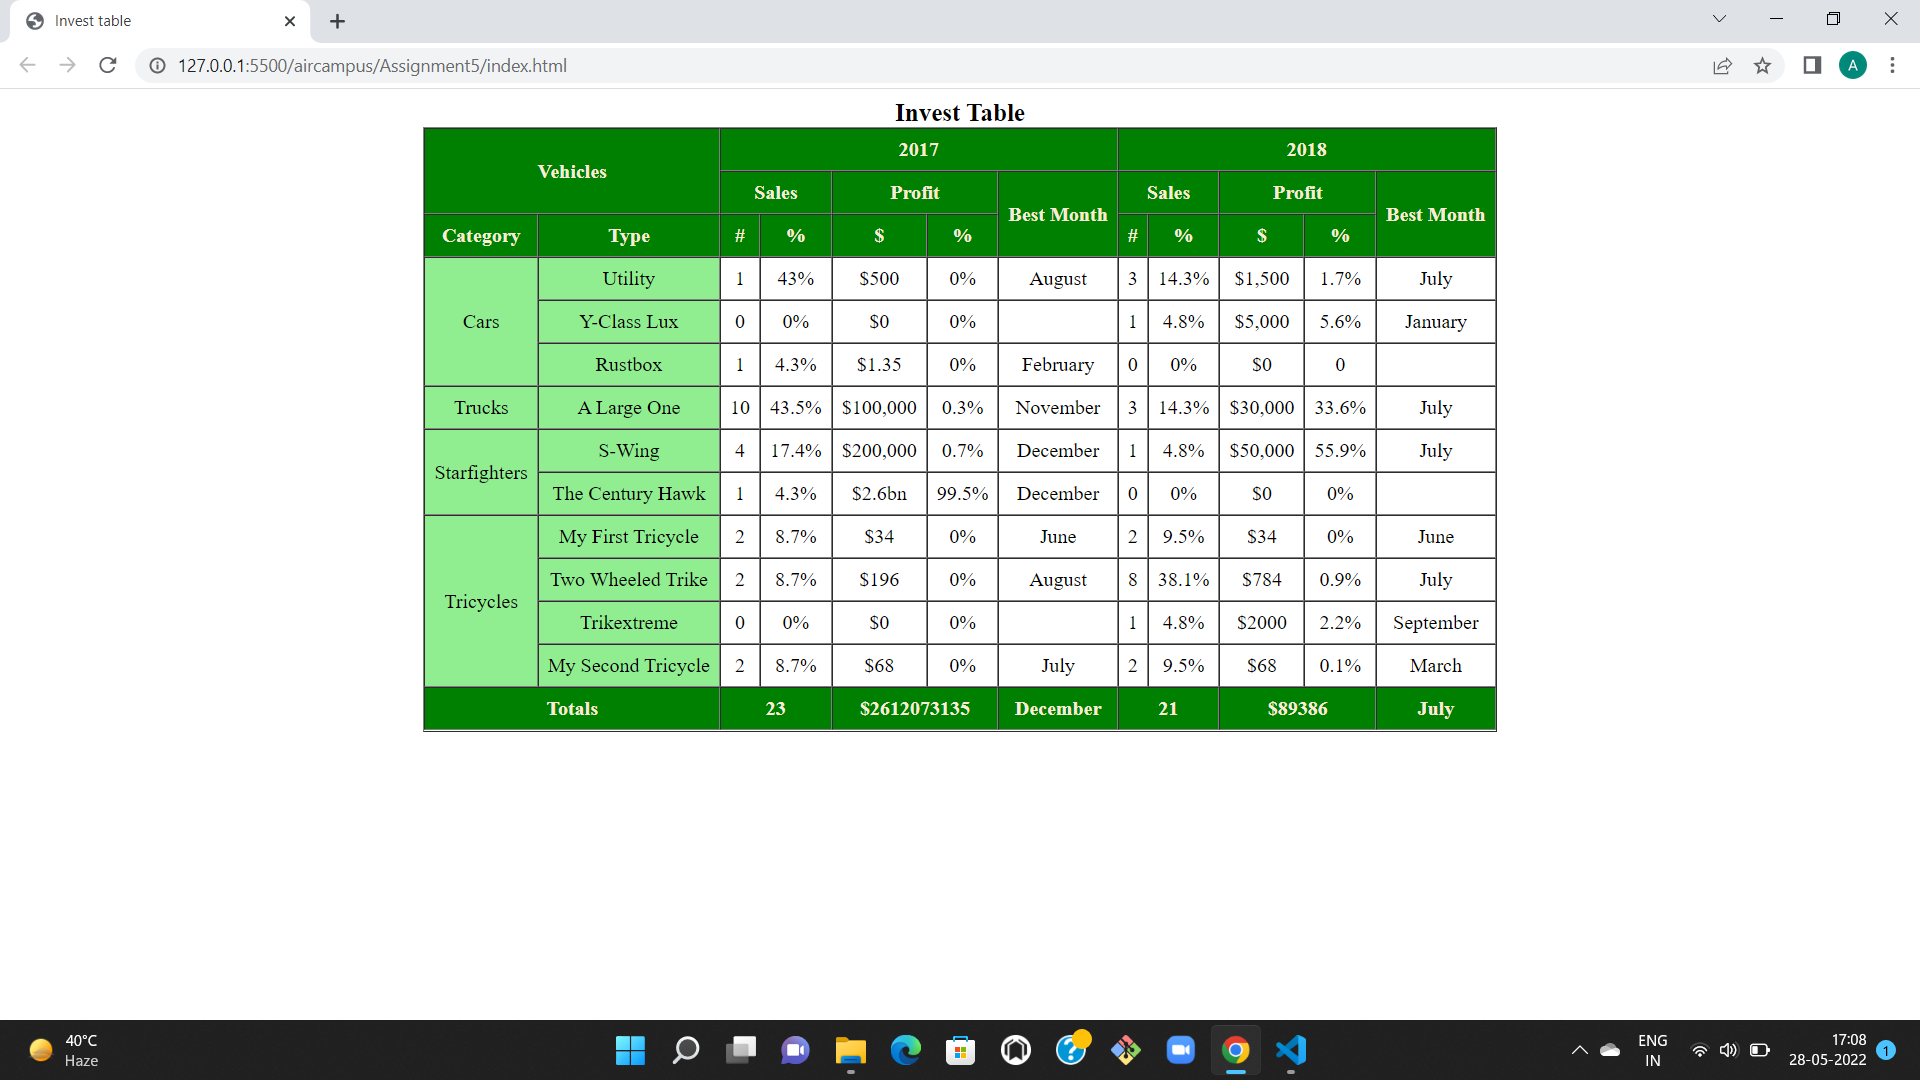 Invest table
127.0.0.1:5500/aircampus/Assignment5/index.html
A
Invest Table
Vehicles 2017 2018
Sales Profit Best Month Sales Profit Best Month
Category Type # % $ % # % $ %
Cars Utility 1 43% $500 0% August 3 14.3% $1,500 1.7% July
Y-Class Lux 0 0% $0 0% 1 4.8% $5,000 5.6% January
Rustbox 1 4.3% $1.35 0% February 0 0% $0 0
Trucks A Large One 10 43.5% $100,000 0.3% November 3 14.3% $30,000 33.6% July
Starfighters S-Wing 4 17.4% $200,000 0.7% December 1 4.8% $50,000 55.9% July
The Century Hawk 1 4.3% $2.6bn 99.5% December 0 0% $0 0%
Tricycles My First Tricycle 2 8.7% $34 0% June 2 9.5% $34 0% June
Two Wheeled Trike 2 8.7% $196 0% August 8 38.1% $784 0.9% July
Trikextreme 0 0% $0 0% 1 4.8% $2000 2.2% September
My Second Tricycle 2 8.7% $68 0% July 2 9.5% $68 0.1% March
Totals 23 $2612073135 December 21 $89386 July
40°C
Haze
ENG
IN
17:08
28-05-2022
1